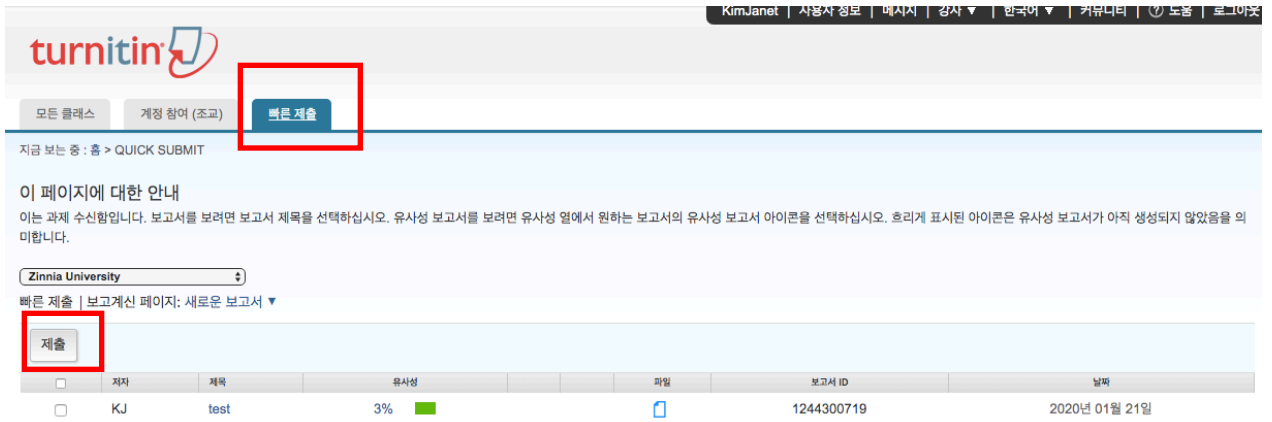 KimJanet | 사용자 정보 | 메시지 | 강사 ▼ | 한국어 ▼ | 커뮤니티 | ? 도움 | 로그아웃
turnitin
모든 클래스 계정 참여 (조교) 빠른 제출
지금 보는 중 : 홈 > QUICK SUBMIT
이 페이지에 대한 안내
이는 과제 수신함입니다. 보고서를 보려면 보고서 제목을 선택하십시오. 유사성 보고서를 보려면 유사성 열에서 원하는 보고서의 유사성 보고서 아이콘을 선택하십시오. 흐리게 표시된 아이콘은 유사성 보고서가 아직 생성되지 않았음을 의
미합니다.
Zinnia University
빠른 제출 | 보고계신 페이지: 새로운 보고서 ▼
제출
저자 제목 유사성 파일 보고서 ID 날짜
KJ test 3% 1244300719 2020년 01월 21일